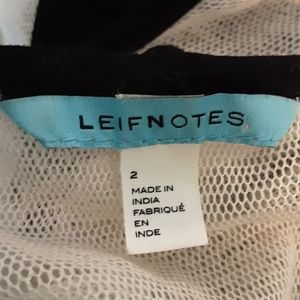 LEIFNOTES
2
MADE IN
INDIA
FABRIQUÉ
EN
INDE